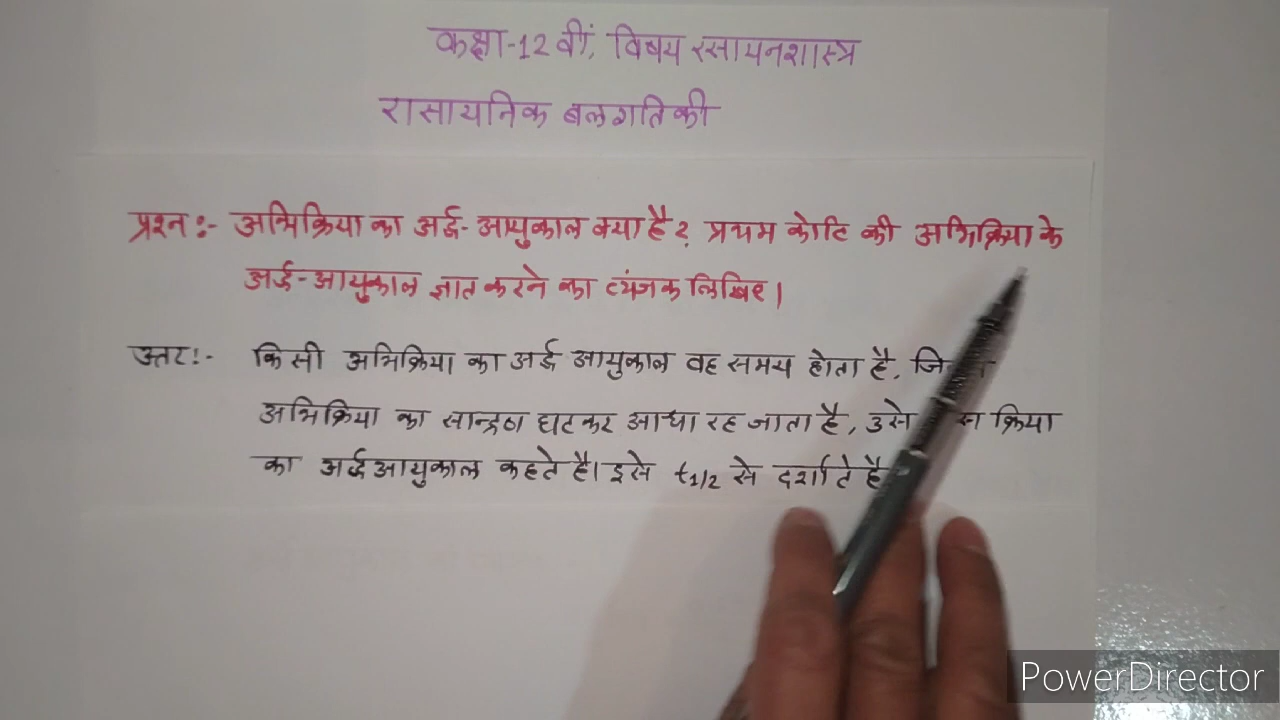 कक्षा-12 वीं, विषय रसायनशास्त्र
रासायनिक बलगतिकी
प्रश्न :- अभिक्रिया का अर्द्ध-आयुकाल क्या है? प्रथम कोटि की अभिक्रिया के
अर्द्ध-आयुकाल ज्ञात करने का व्यंजक लिखिए।
उत्तर:- किसी अभिक्रिया का अर्द्ध आयुकाल वह समय होता है,
अभिक्रिया का सान्द्रण घटकर आधा रह जाता है, उसे क्रिया
का अर्द्धआयुकाल कहते है। इसे t1/2 से दर्शाते है
PowerDirector